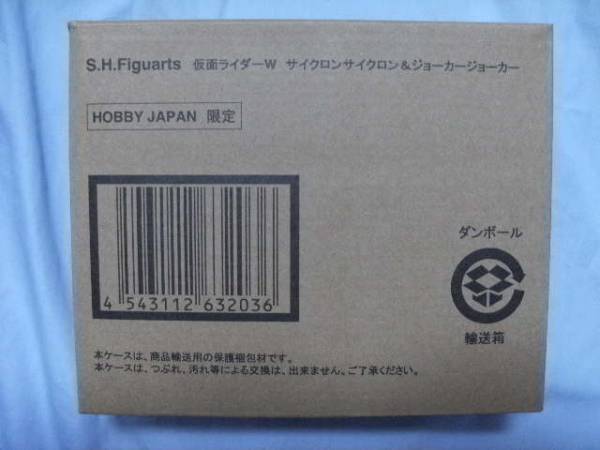 S.H.Figuarts 仮面ライダーW サイクロンサイクロン＆ジョーカージョーカー
HOBBY JAPAN 限定
4 543112 632036
ダンボール
輸送箱
本ケースは、商品輸送用の保護梱包材です。
本ケースは、つぶれ、汚れ等による交換は、出来ません、ご了承ください。